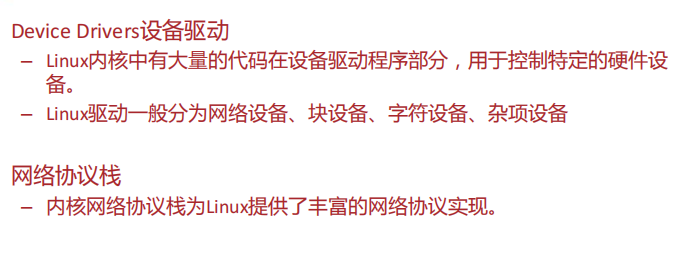 Device Drivers设备驱动
– Linux内核中有大量的代码在设备驱动程序部分，用于控制特定的硬件设
备。
– Linux驱动一般分为网络设备、块设备、字符设备、杂项设备
网络协议栈
– 内核网络协议栈为Linux提供了丰富的网络协议实现。